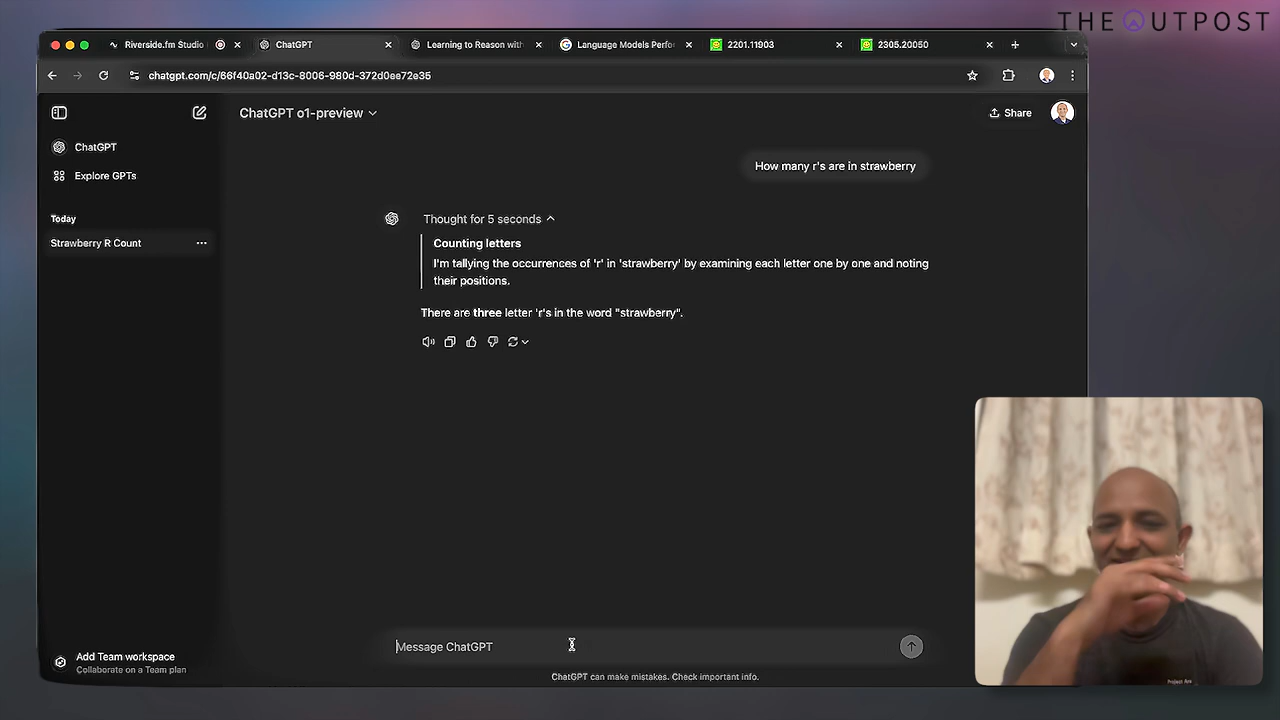 THE OUTPOST
Riverside.fm Studio
ChatGPT
Learning to Reason with
Language Models Perfo
2201.11903
2305.20050
chatgpt.com/c/66f40a02-d13c-8006-980d-372d0ee72e35
ChatGPT o1-preview
Share
ChatGPT
Explore GPTs
How many r's are in strawberry
Today
Strawberry R Count
Thought for 5 seconds
Counting letters
I'm tallying the occurrences of 'r' in 'strawberry' by examining each letter one by one and noting
their positions.
There are three letter 'r's in the word "strawberry".
Message ChatGPT
Add Team workspace
Collaborate on a Team plan
ChatGPT can make mistakes. Check important info.